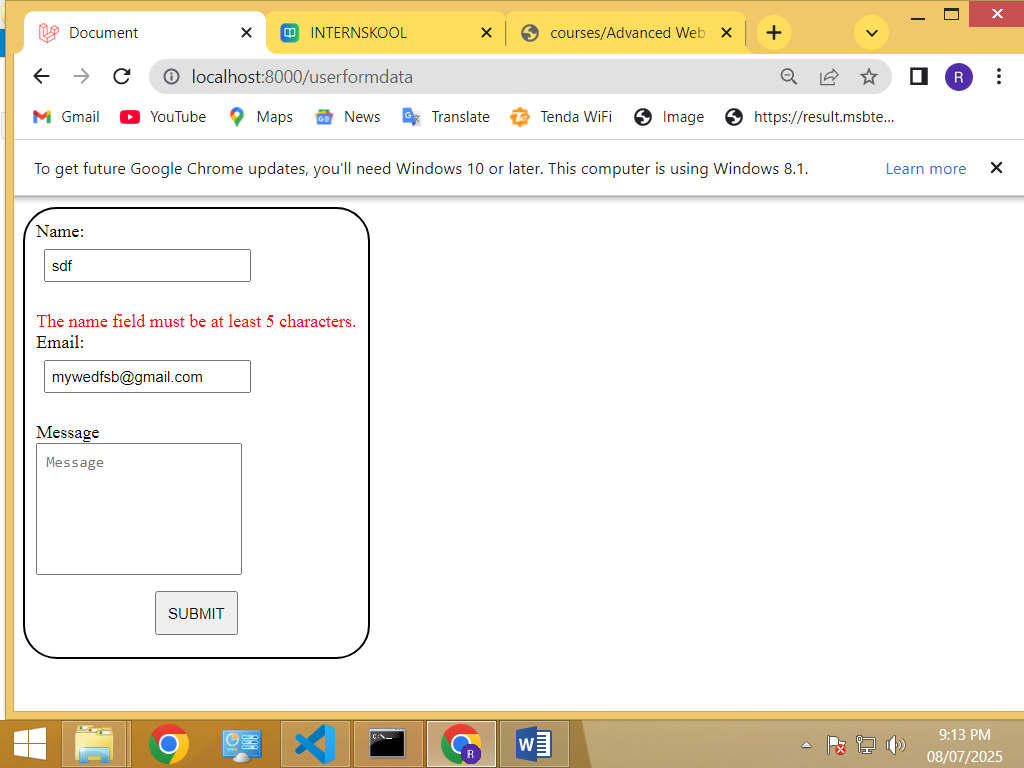 Document
INTERNSKOOL
courses/Advanced Web
localhost:8000/userformdata
R
Gmail
YouTube
Maps
News
Translate
Tenda WiFi
Image
https://result.msbte...
To get future Google Chrome updates, you'll need Windows 10 or later. This computer is using Windows 8.1.
Learn more
Name:
sdf
The name field must be at least 5 characters.
Email:
mywedfsb@gmail.com
Message
Message
SUBMIT
9:13 PM
08/07/2025